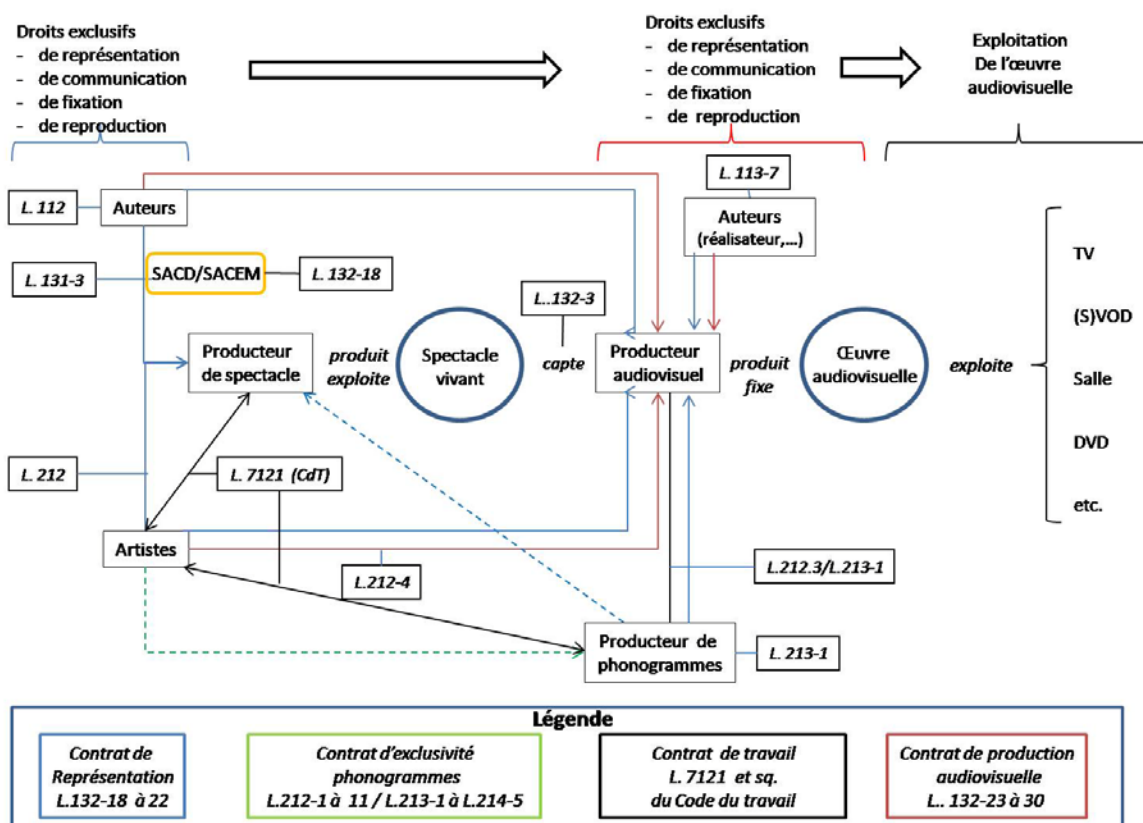 Droits exclusifs
- de représentation
- de communication
- de fixation
- de reproduction
Droits exclusifs
- de représentation
- de communication
- de fixation
- de reproduction
Exploitation
De l'œuvre
audiovisuelle
L. 112
Auteurs
L. 113-7
Auteurs
(réalisateur,...)
L. 131-3
SACD/SACEM
L. 132-18
L..132-3
Producteur
de spectacle
produit
exploite
Spectacle
vivant
capte
Producteur
audiovisuel
produit
fixe
Œuvre
audiovisuelle
exploite
TV
(S)VOD
Salle
DVD
etc.
L. 212
L. 7121 (CdT)
Artistes
L.212-4
L.212.3/L.213-1
Producteur de
phonogrammes
L. 213-1
Légende
Contrat de
Représentation
L.132-18 à 22
Contrat d'exclusivité
phonogrammes
L.212-1 à 11 / L.213-1 à L.214-5
Contrat de travail
L. 7121 et sq.
du Code du travail
Contrat de production
audiovisuelle
L.. 132-23 à 30